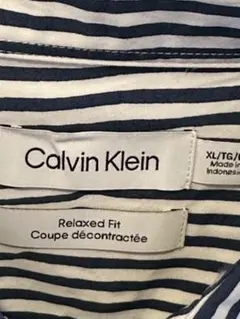 Calvin Klein
XL/TG/
Made in
Indonesia
Relaxed Fit
Coupe décontractée